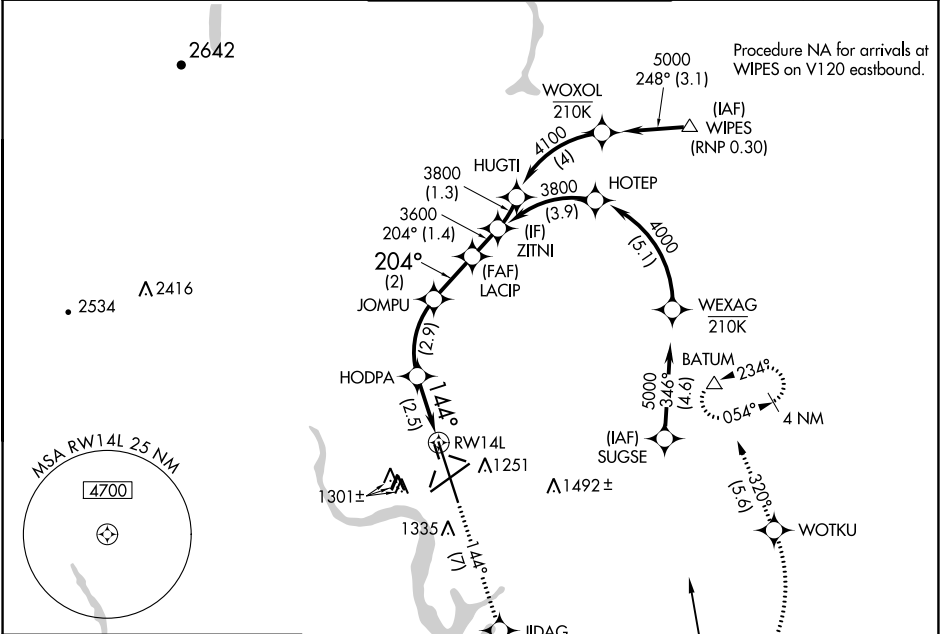 2642
Procedure NA for arrivals at
WIPES on V120 eastbound.
5000
248° (3.1)
WOXOL
210K
(IAF)
WIPES
(RNP 0.30)
4100
(4)
HUGTI
3800
(1.3)
3800
(3.9)
HOTEP
3600
204° (1.4)
(IF)
ZITNI
4000
(5.1)
204°
(2)
(FAF)
LACIP
2416
2534
JOMPU
WEXAG
210K
(2.9)
BATUM
234°
HODPA
5000
346°
(4.6)
054°
4 NM
144°
(2.5)
(IAF)
SUGSE
RW14L
MSA RW14L 25 NM
4700
1251
1301±
1492±
320°
(5.6)
1335
WOTKU
144°
(7)
JIDAG